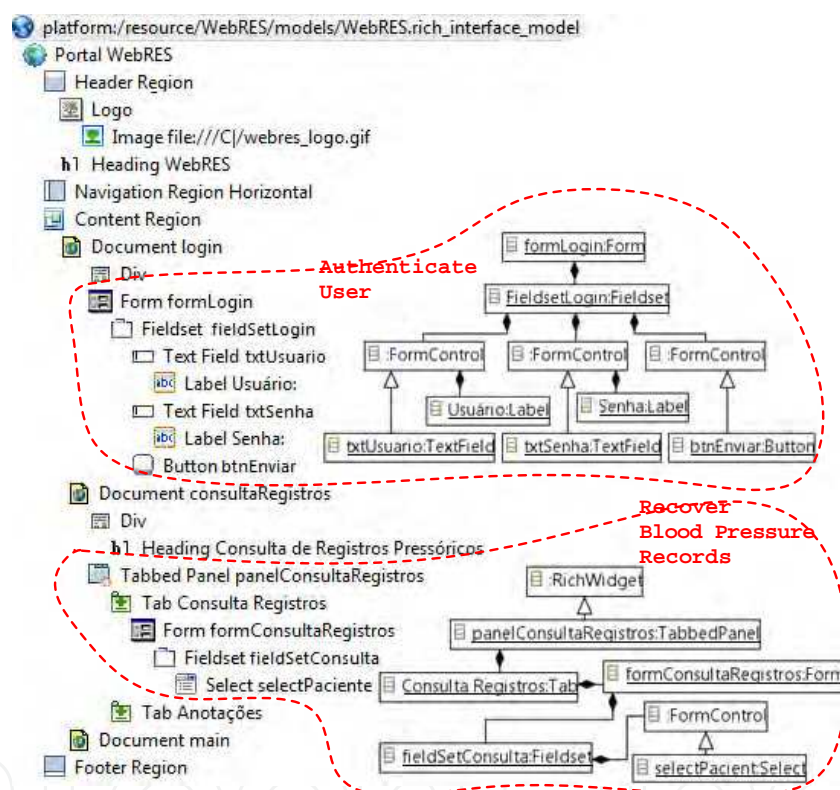 platform:/resource/WebRES/models/WebRES.rich_interface_model
Portal WebRES
Header Region
Logo
Image file:///C|/webres_logo.gif
h1 Heading WebRES
Navigation Region Horizontal
Content Region
Document login
Div
Form formLogin
Fieldset fieldSetLogin
Text Field txtUsuario
abc Label Usuário:
Text Field txtSenha
abc Label Senha:
Button btnEnviar
Document consultaRegistros
Div
h1 Heading Consulta de Registros Pressóricos
Tabbed Panel panelConsultaRegistros
Tab Consulta Registros
Form formConsultaRegistros
Fieldset fieldSetConsulta
Select selectPaciente
Tab Anotações
Document main
Footer Region
Authenticate
User
formLogin:Form
FieldsetLogin:Fieldset
:FormControl
:FormControl
:FormControl
Usuário:Label
Senha:Label
txtUsuario:TextField
txtSenha:TextField
btnEnviar:Button
Recover
Blood Pressure
Records
:RichWidget
panelConsultaRegistros:TabbedPanel
Consulta Registros:Tab
formConsultaRegistros:Form
:FormControl
fieldSetConsulta:Fieldset
selectPacient:Select